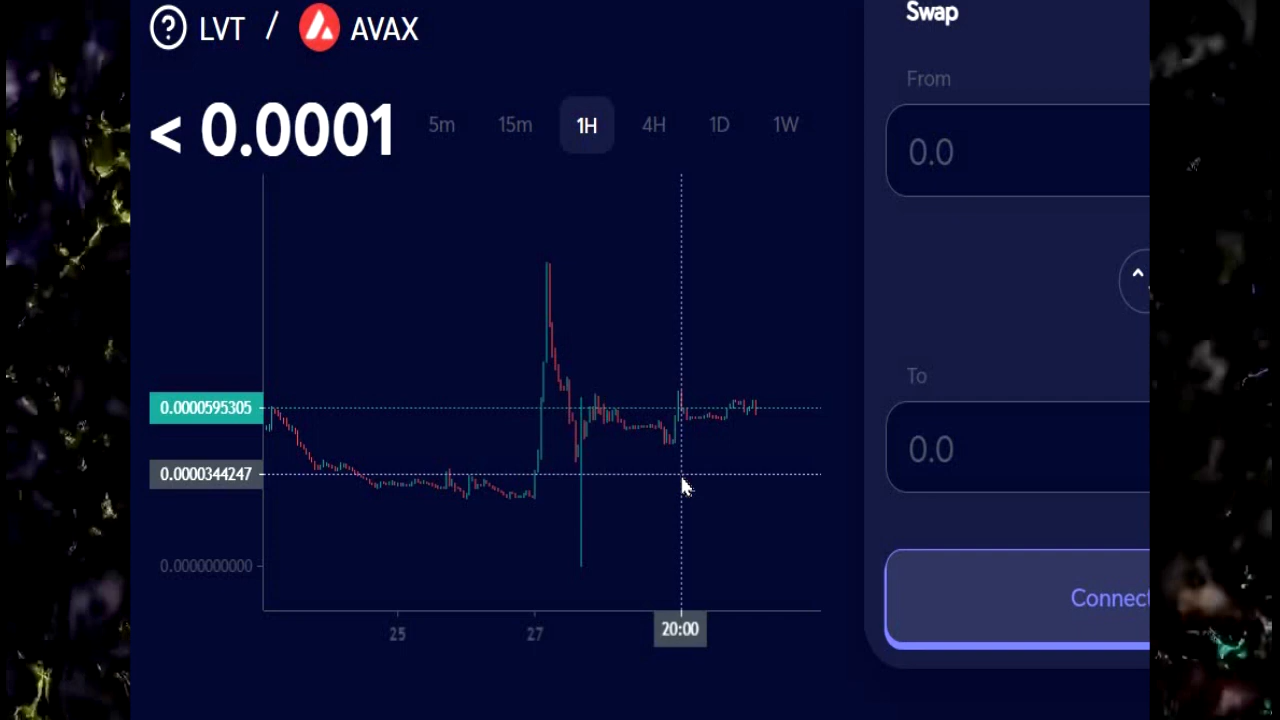 LVT / AVAX
< 0.0001
5m 15m 1H 4H 1D 1W
0.0000595305
0.0000344247
0.0000000000
25 27 20:00
Swap
From
0.0
To
0.0
Connect